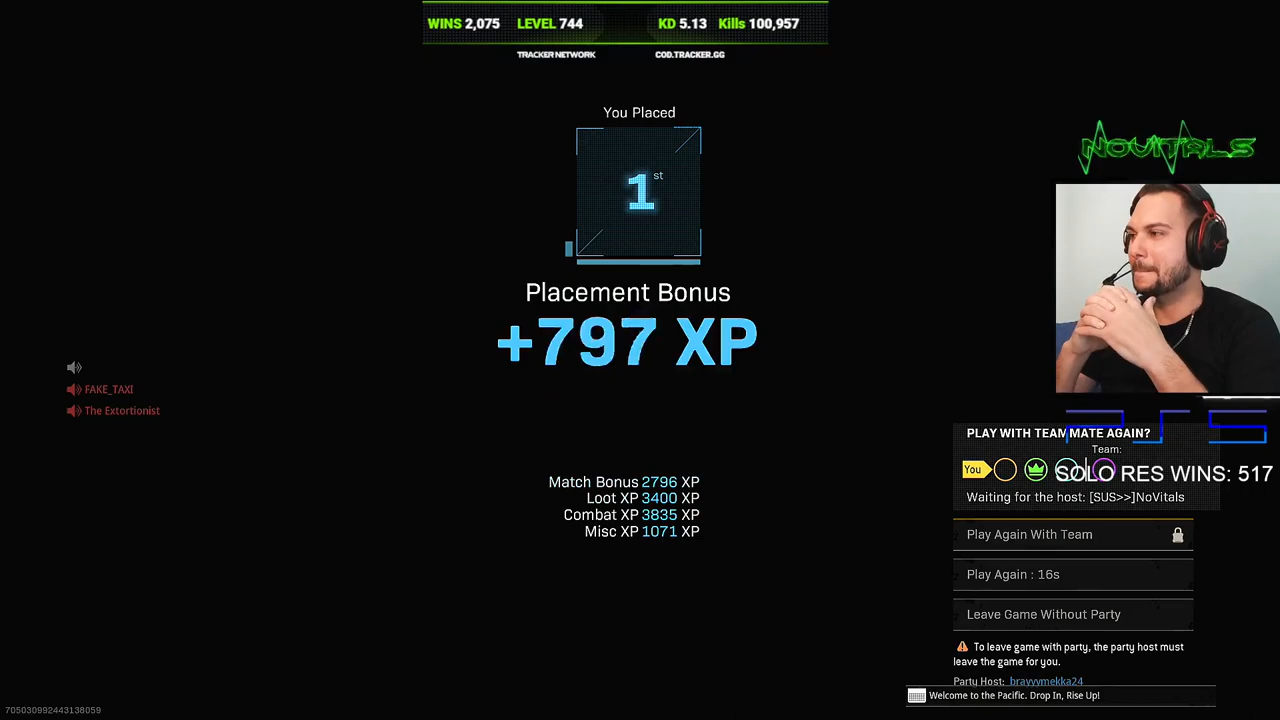 WINS 2,075 LEVEL 744 KD 5.13 Kills 100,957
TRACKER NETWORK COD.TRACKER.GG
You Placed
1st
Placement Bonus
+797 XP
NOVITALS
FAKE_TAXI
The Extortionist
Match Bonus 2796 XP
Loot XP 3400 XP
Combat XP 3835 XP
Misc XP 1071 XP
PLAY WITH TEAMMATE AGAIN?
Team:
You
SOLO RES WINS: 517
Waiting for the host: [SUS>>]NoVitals
Play Again With Team
Play Again : 16s
Leave Game Without Party
To leave game with party, the party host must
leave the game for you.
Party Host: brayyymekka24
Welcome to the Pacific. Drop In, Rise Up!
705030992443138059